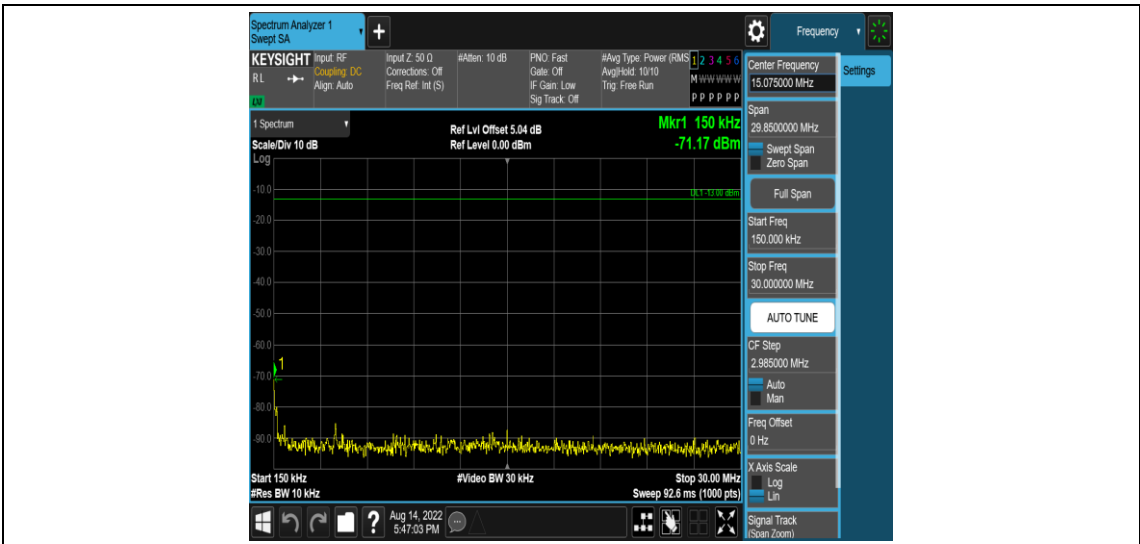 Spectrum Analyzer 1
Swept SA
+
Frequency
KEYSIGHT
RL
LXI
Input: RF
Coupling: DC
Align: Auto
Input Z: 50 Ω
Corrections: Off
Freq Ref: Int (S)
#Atten: 10 dB
PNO: Fast
Gate: Off
IF Gain: Low
Sig Track: Off
#Avg Type: Power (RMS
Avg|Hold: 10/10
Trig: Free Run
1 2 3 4 5 6
M W W W W W
P P P P P P
Center Frequency
15.075000 MHz
Settings
Span
29.8500000 MHz
Swept Span
Zero Span
Full Span
Start Freq
150.000 kHz
Stop Freq
30.000000 MHz
AUTO TUNE
CF Step
2.985000 MHz
Auto
Man
Freq Offset
0 Hz
X Axis Scale
Log
Lin
Signal Track
(Span Zoom)
1 Spectrum
Scale/Div 10 dB
Log
Ref Lvl Offset 5.04 dB
Ref Level 0.00 dBm
Mkr1 150 kHz
-71.17 dBm
DL1 -13.00 dBm
-10.0
-20.0
-30.0
-40.0
-50.0
-60.0
1
-70.0
-80.0
-90.0
Start 150 kHz
#Res BW 10 kHz
#Video BW 30 kHz
Stop 30.00 MHz
Sweep 92.6 ms (1000 pts)
?
Aug 14, 2022
5:47:03 PM